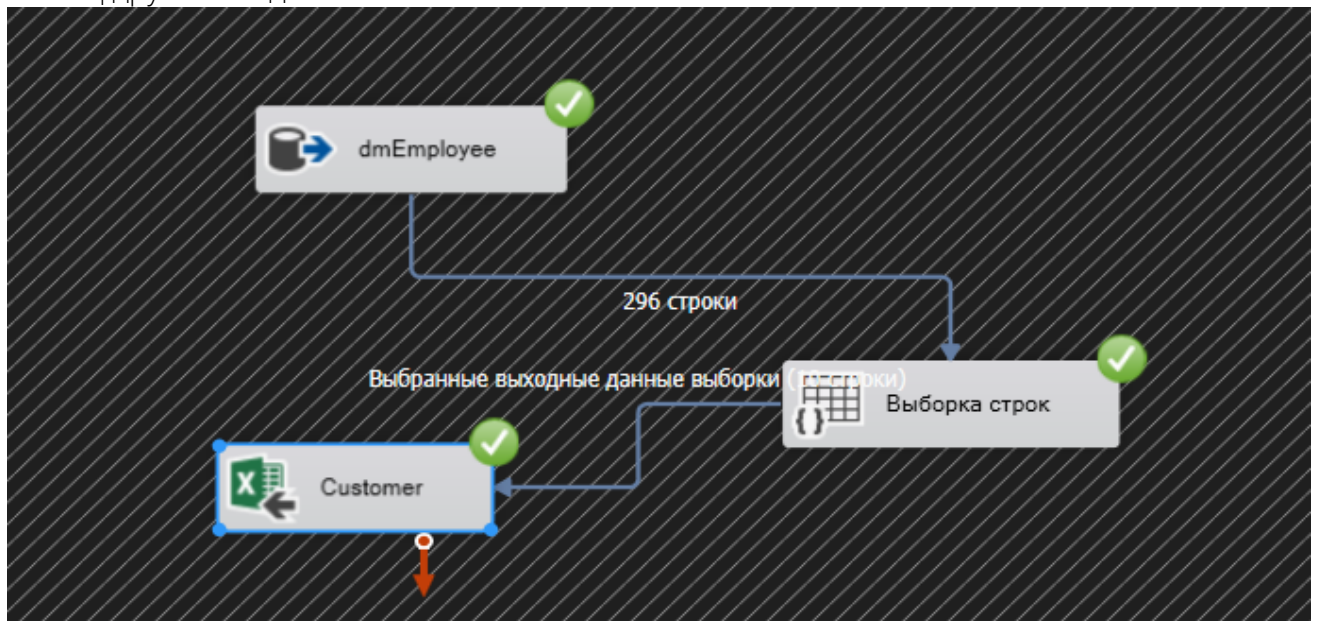 dmEmployee
296 строки
Выбранные выходные данные выборки
Выборка строк
Customer